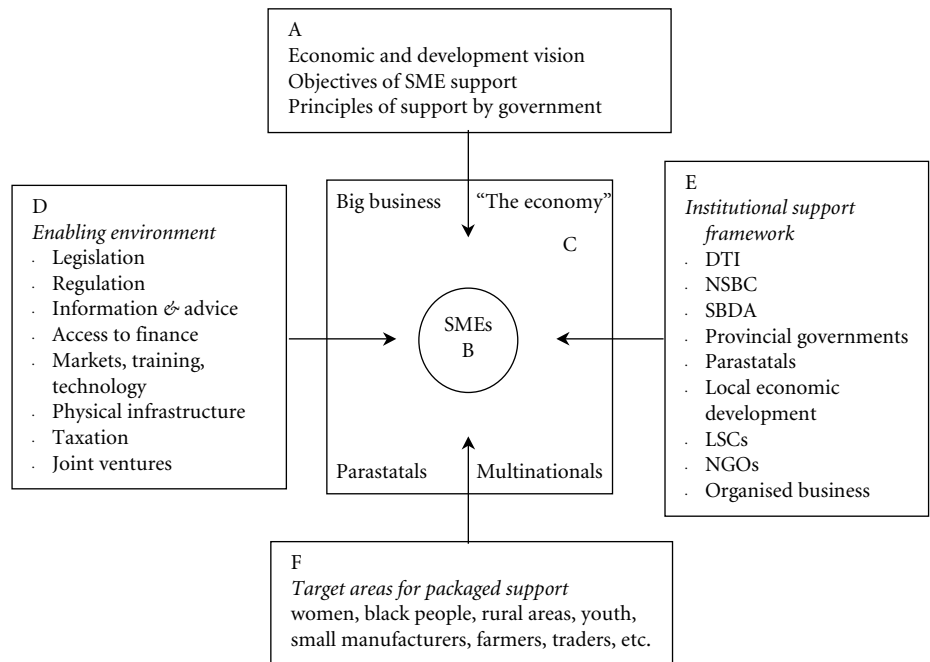 A
Economic and development vision
Objectives of SME support
Principles of support by government
D
Enabling environment
· Legislation
· Regulation
· Information & advice
· Access to finance
· Markets, training,
technology
· Physical infrastructure
· Taxation
· Joint ventures
Big business
“The economy”
C
SMEs
B
Parastatals
Multinationals
E
Institutional support
framework
· DTI
· NSBC
· SBDA
· Provincial governments
· Parastatals
· Local economic
development
· LSCs
· NGOs
· Organised business
F
Target areas for packaged support
women, black people, rural areas, youth,
small manufacturers, farmers, traders, etc.